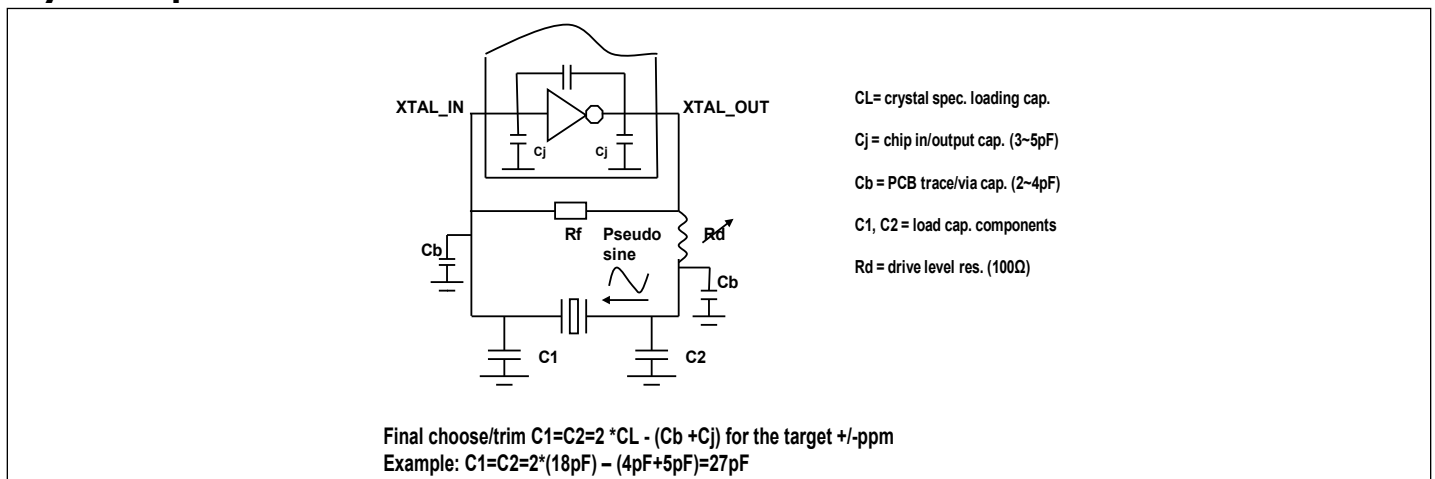 XTAL_IN
XTAL_OUT
Cj
Cj
Rf
Pseudo
sine
Rd
Cb
Cb
C1
C2
CL= crystal spec. loading cap.
Cj = chip in/output cap. (3~5pF)
Cb = PCB trace/via cap. (2~4pF)
C1, C2 = load cap. components
Rd = drive level res. (100Ω)
Final choose/trim C1=C2=2 *CL - (Cb +Cj) for the target +/-ppm
Example: C1=C2=2*(18pF) – (4pF+5pF)=27pF